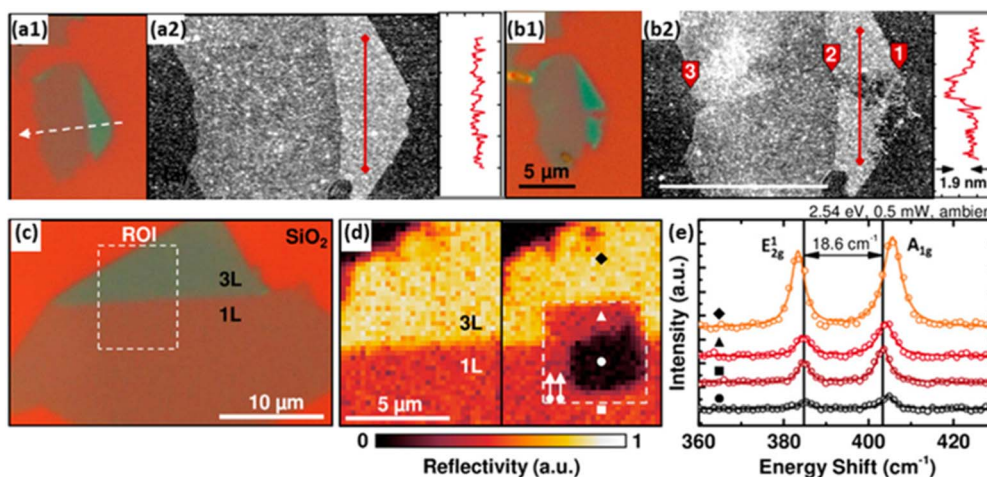 (a1)
(a2)
(b1)
5 μm
(b2)
3
2
1
1.9 nm
(c)
ROI
SiO2
3L
1L
10 μm
(d)
3L
1L
5 μm
0
1
Reflectivity (a.u.)
2.54 eV, 0.5 mW, ambien
(e)
E¹2g
18.6 cm⁻¹
A1g
Intensity (a.u.)
360 380 400 420
Energy Shift (cm⁻¹)